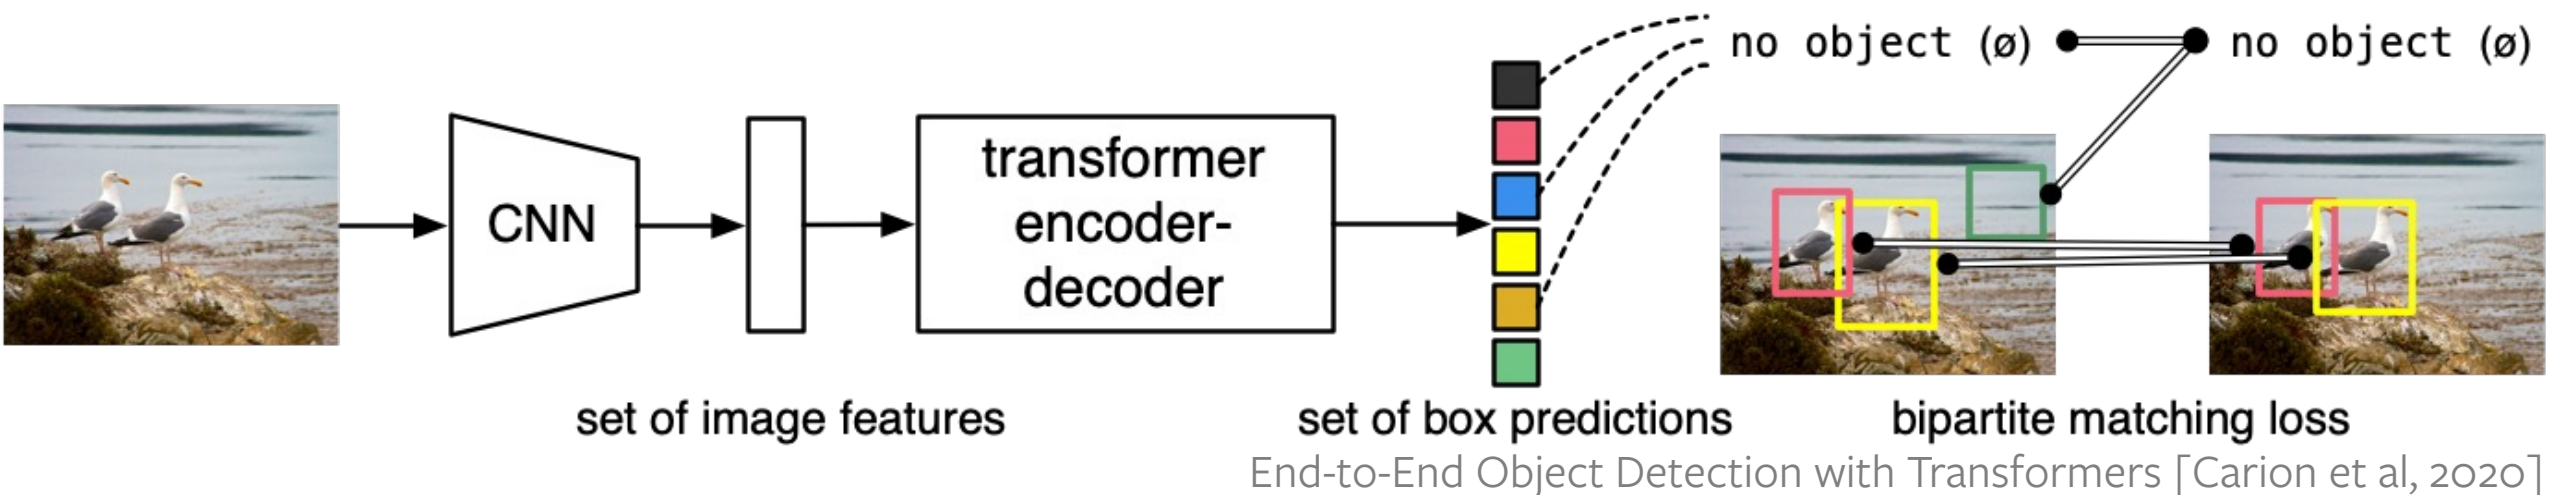 no object (ø)
no object (ø)
CNN
transformer
encoder-
decoder
set of image features
set of box predictions
bipartite matching loss
End-to-End Object Detection with Transformers [Carion et al, 2020]